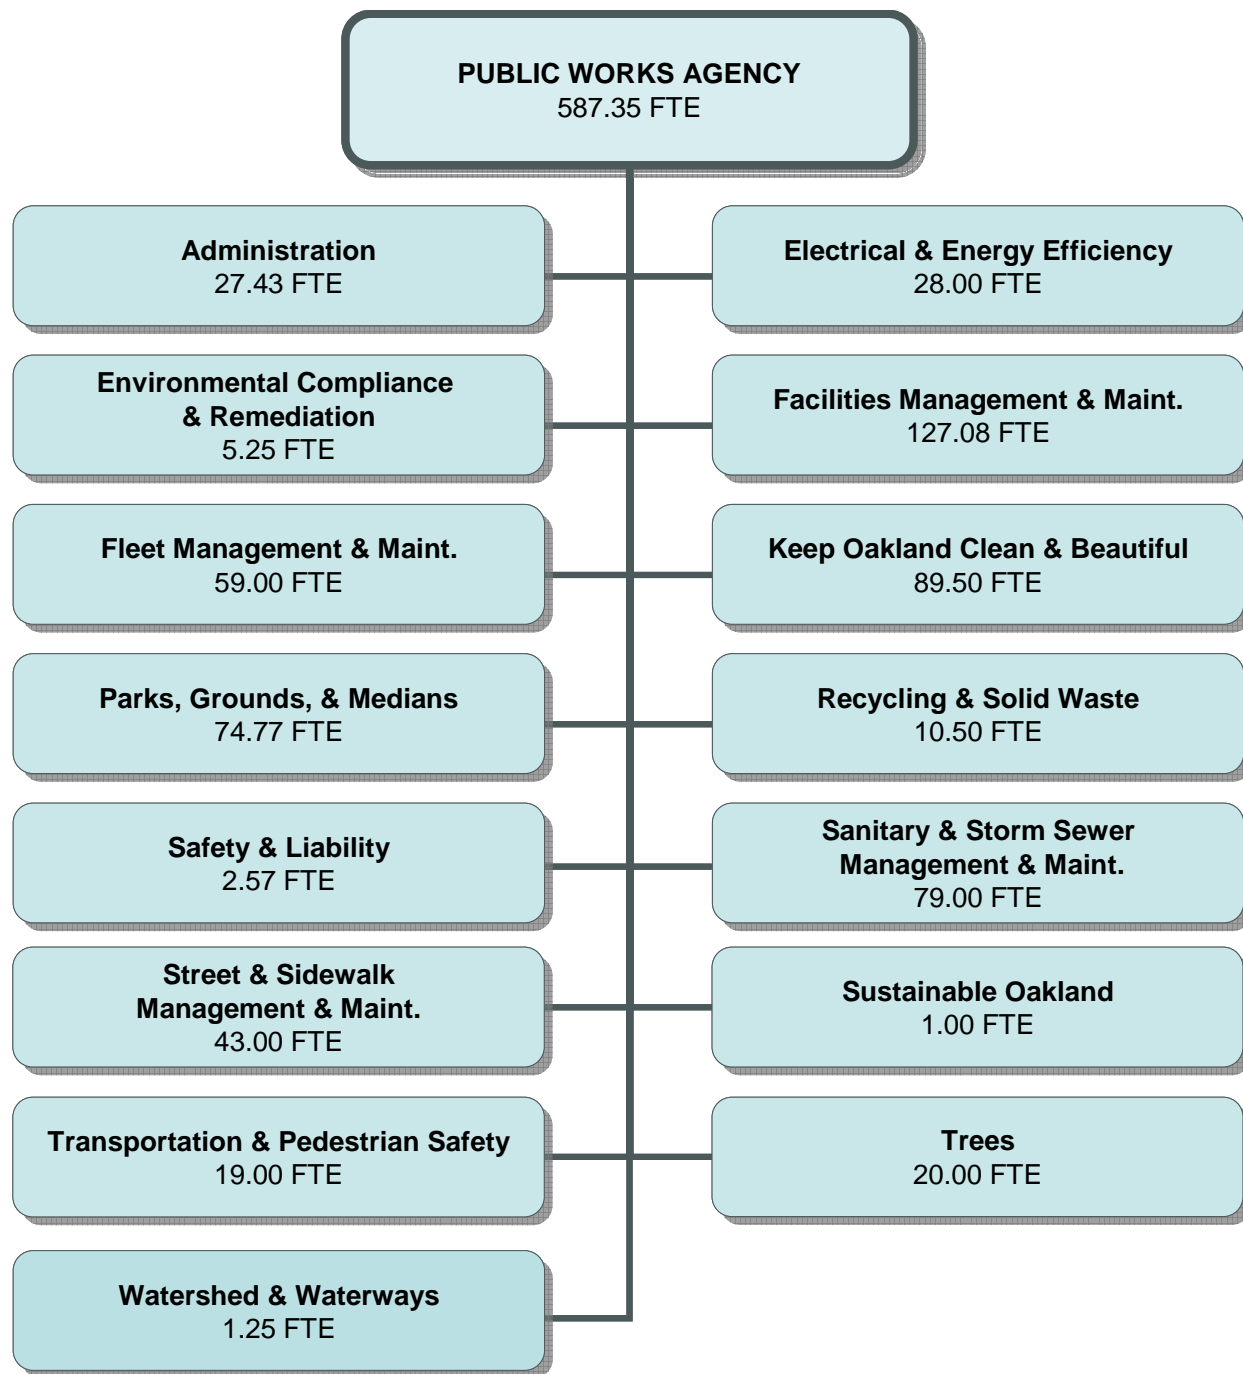 PUBLIC WORKS AGENCY
587.35 FTE
Administration
27.43 FTE
Electrical & Energy Efficiency
28.00 FTE
Environmental Compliance
& Remediation
5.25 FTE
Facilities Management & Maint.
127.08 FTE
Fleet Management & Maint.
59.00 FTE
Keep Oakland Clean & Beautiful
89.50 FTE
Parks, Grounds, & Medians
74.77 FTE
Recycling & Solid Waste
10.50 FTE
Safety & Liability
2.57 FTE
Sanitary & Storm Sewer
Management & Maint.
79.00 FTE
Street & Sidewalk
Management & Maint.
43.00 FTE
Sustainable Oakland
1.00 FTE
Transportation & Pedestrian Safety
19.00 FTE
Trees
20.00 FTE
Watershed & Waterways
1.25 FTE